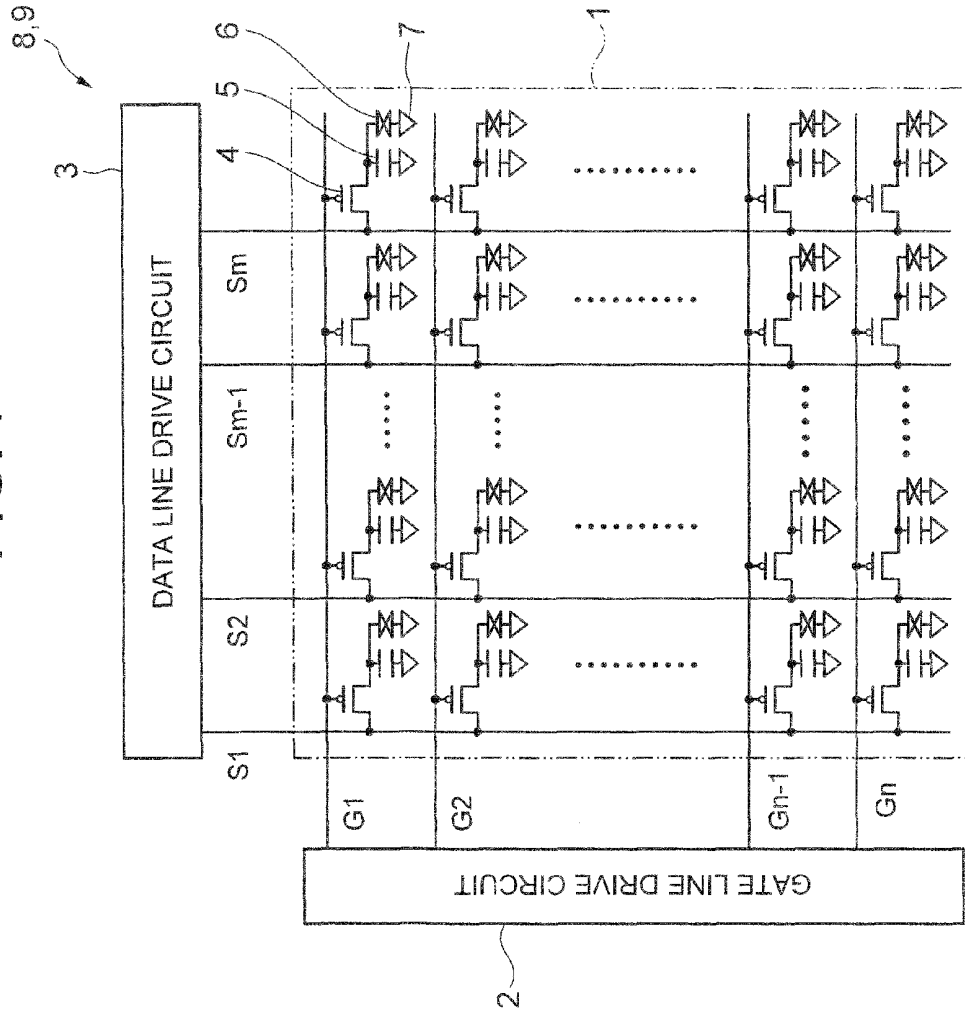 8,9
3
DATA LINE DRIVE CIRCUIT
4
5
6
7
1
S1
S2
Sm-1
Sm
G1
G2
Gn-1
Gn
GATE LINE DRIVE CIRCUIT
2